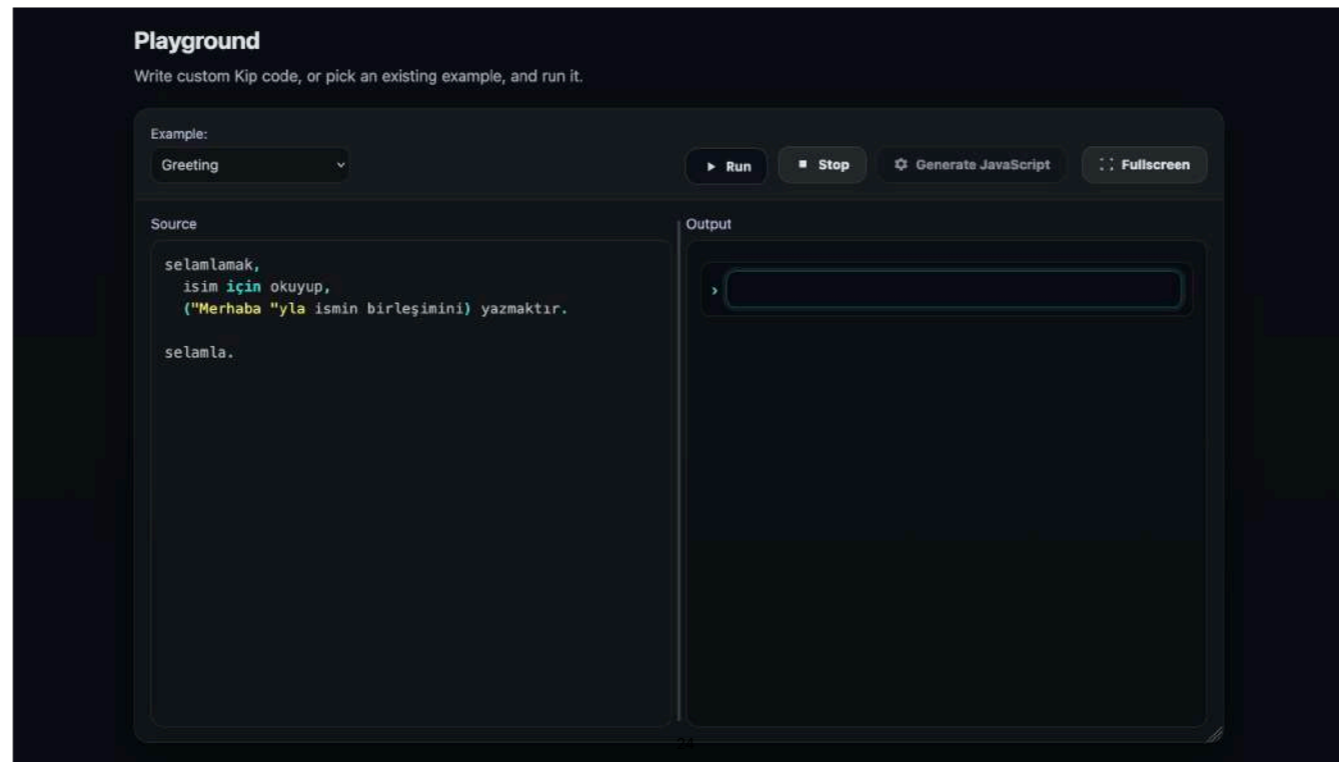 Playground
Write custom Kip code, or pick an existing example, and run it.
Example:
Greeting
Run
Stop
Generate JavaScript
Fullscreen
Source
selamlamak,
isim için okuyup,
("Merhaba "yla ismin birleşimini) yazmaktır.
selamla.
Output
›
24